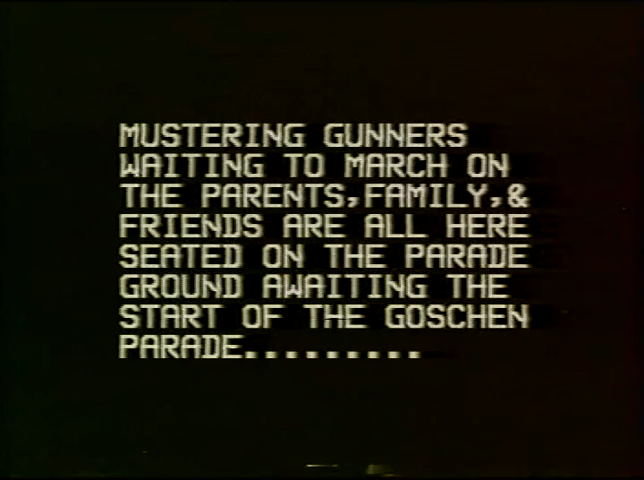 MUSTERING GUNNERS
WAITING TO MARCH ON
THE PARENTS,FAMILY,&
FRIENDS ARE ALL HERE
SEATED ON THE PARADE
GROUND AWAITING THE
START OF THE GOSCHEN
PARADE.........